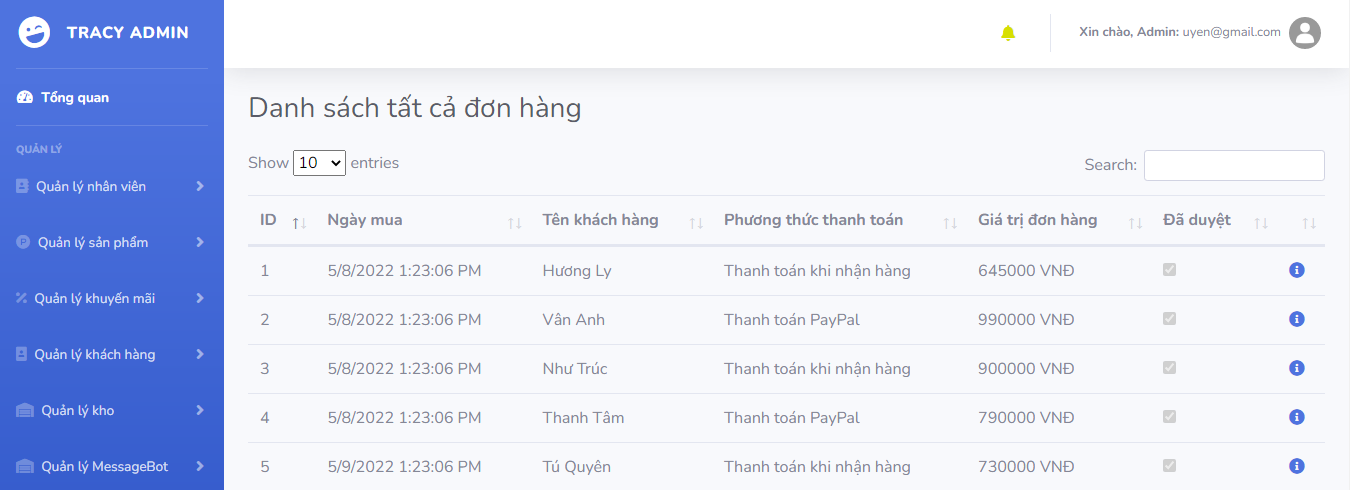 TRACY ADMIN
Xin chào, Admin: uyen@gmail.com
Tổng quan
QUẢN LÝ
Quản lý nhân viên
Quản lý sản phẩm
Quản lý khuyến mãi
Quản lý khách hàng
Quản lý kho
Quản lý MessageBot
Danh sách tất cả đơn hàng
Show 10 entries
Search:
ID Ngày mua Tên khách hàng Phương thức thanh toán Giá trị đơn hàng Đã duyệt
1 5/8/2022 1:23:06 PM Hương Ly Thanh toán khi nhận hàng 645000 VNĐ
2 5/8/2022 1:23:06 PM Vân Anh Thanh toán PayPal 990000 VNĐ
3 5/8/2022 1:23:06 PM Như Trúc Thanh toán khi nhận hàng 900000 VNĐ
4 5/8/2022 1:23:06 PM Thanh Tâm Thanh toán PayPal 790000 VNĐ
5 5/9/2022 1:23:06 PM Tú Quyên Thanh toán khi nhận hàng 730000 VNĐ